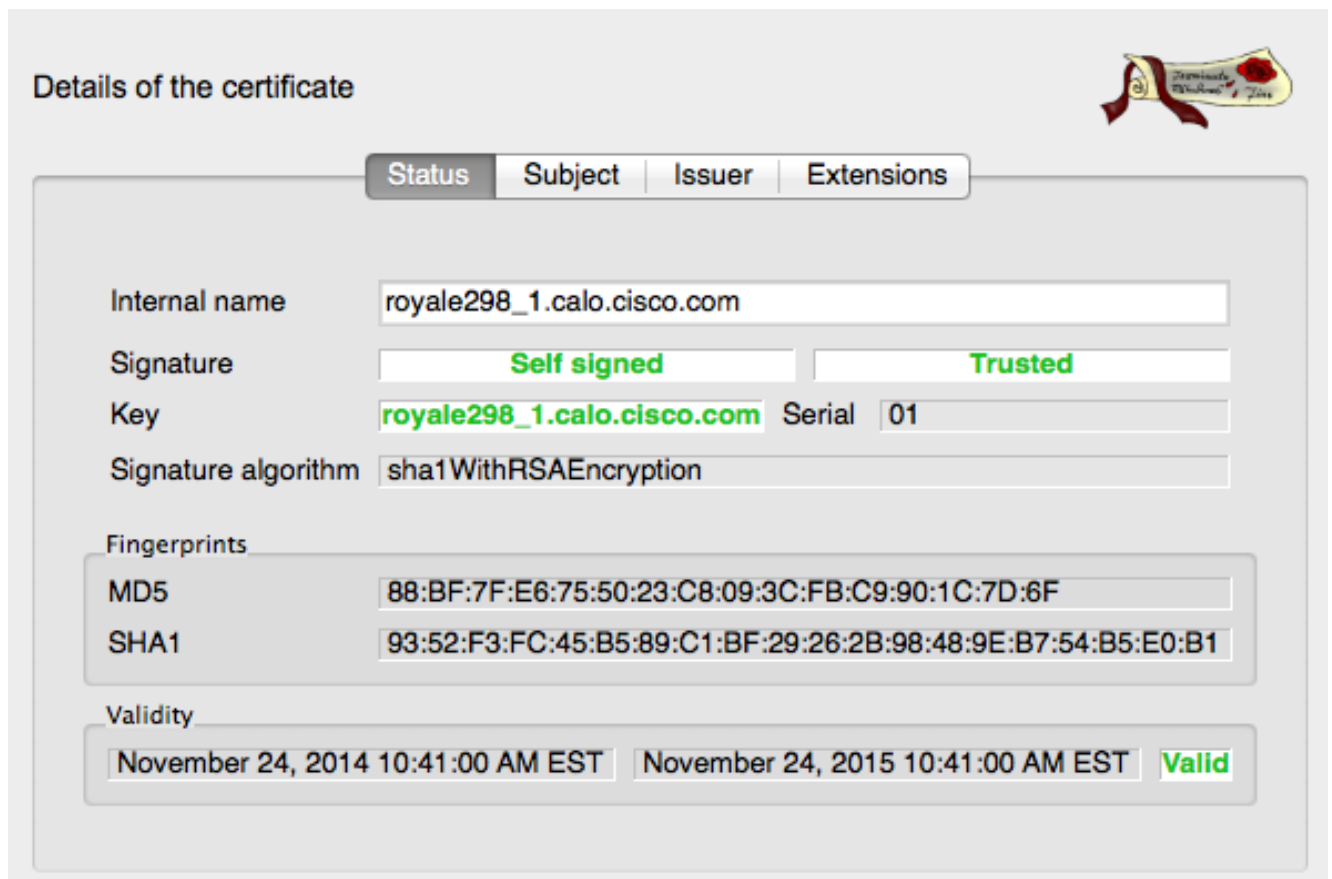 Details of the certificate
Status Subject Issuer Extensions
Internal name royale298_1.calo.cisco.com
Signature Self signed Trusted
Key royale298_1.calo.cisco.com Serial 01
Signature algorithm sha1WithRSAEncryption
Fingerprints
MD5 88:BF:7F:E6:75:50:23:C8:09:3C:FB:C9:90:1C:7D:6F
SHA1 93:52:F3:FC:45:B5:89:C1:BF:29:26:2B:98:48:9E:B7:54:B5:E0:B1
Validity
November 24, 2014 10:41:00 AM EST November 24, 2015 10:41:00 AM EST Valid